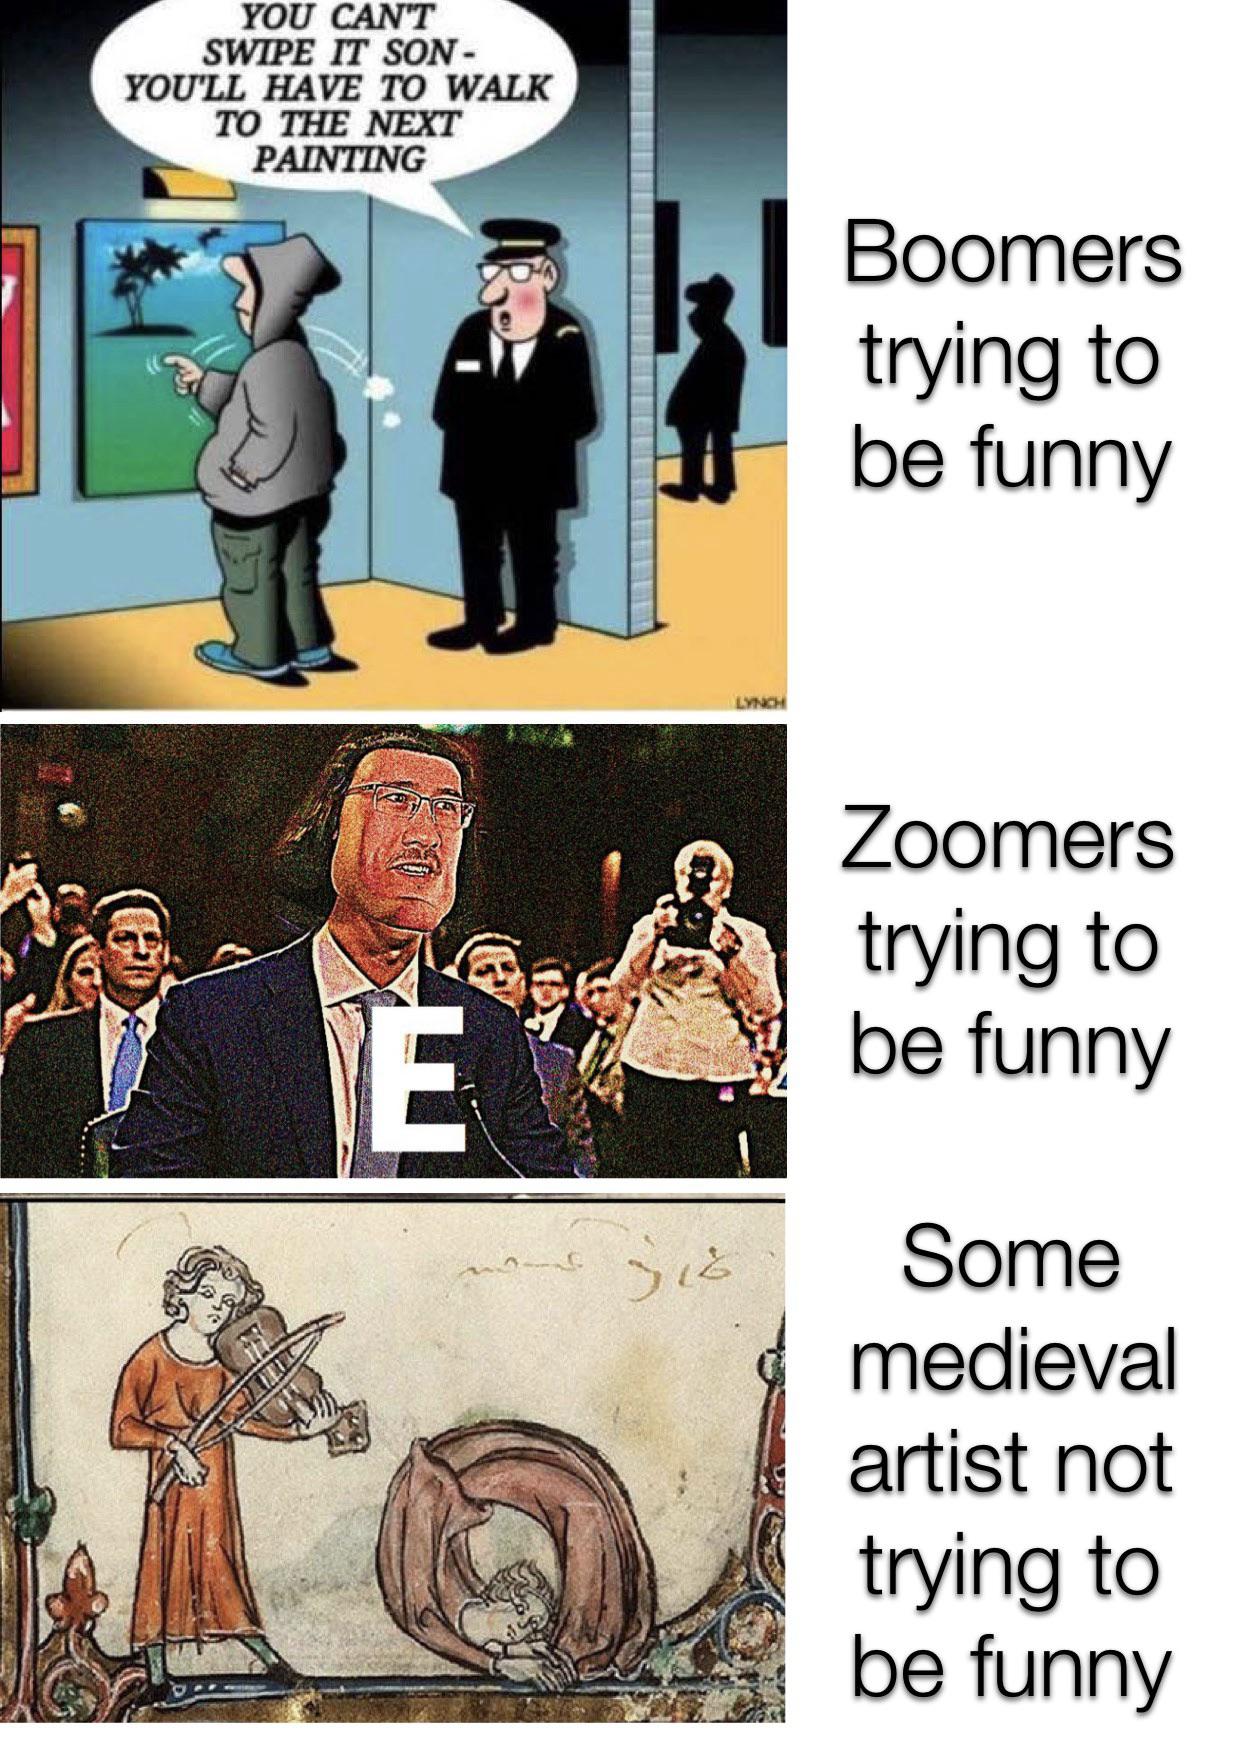 YOU CAN'T
SWIPE IT SON -
YOU'LL HAVE TO WALK
TO THE NEXT
PAINTING
LYNCH
Boomers
trying to
be funny
E
Zoomers
trying to
be funny
Some
medieval
artist not
trying to
be funny